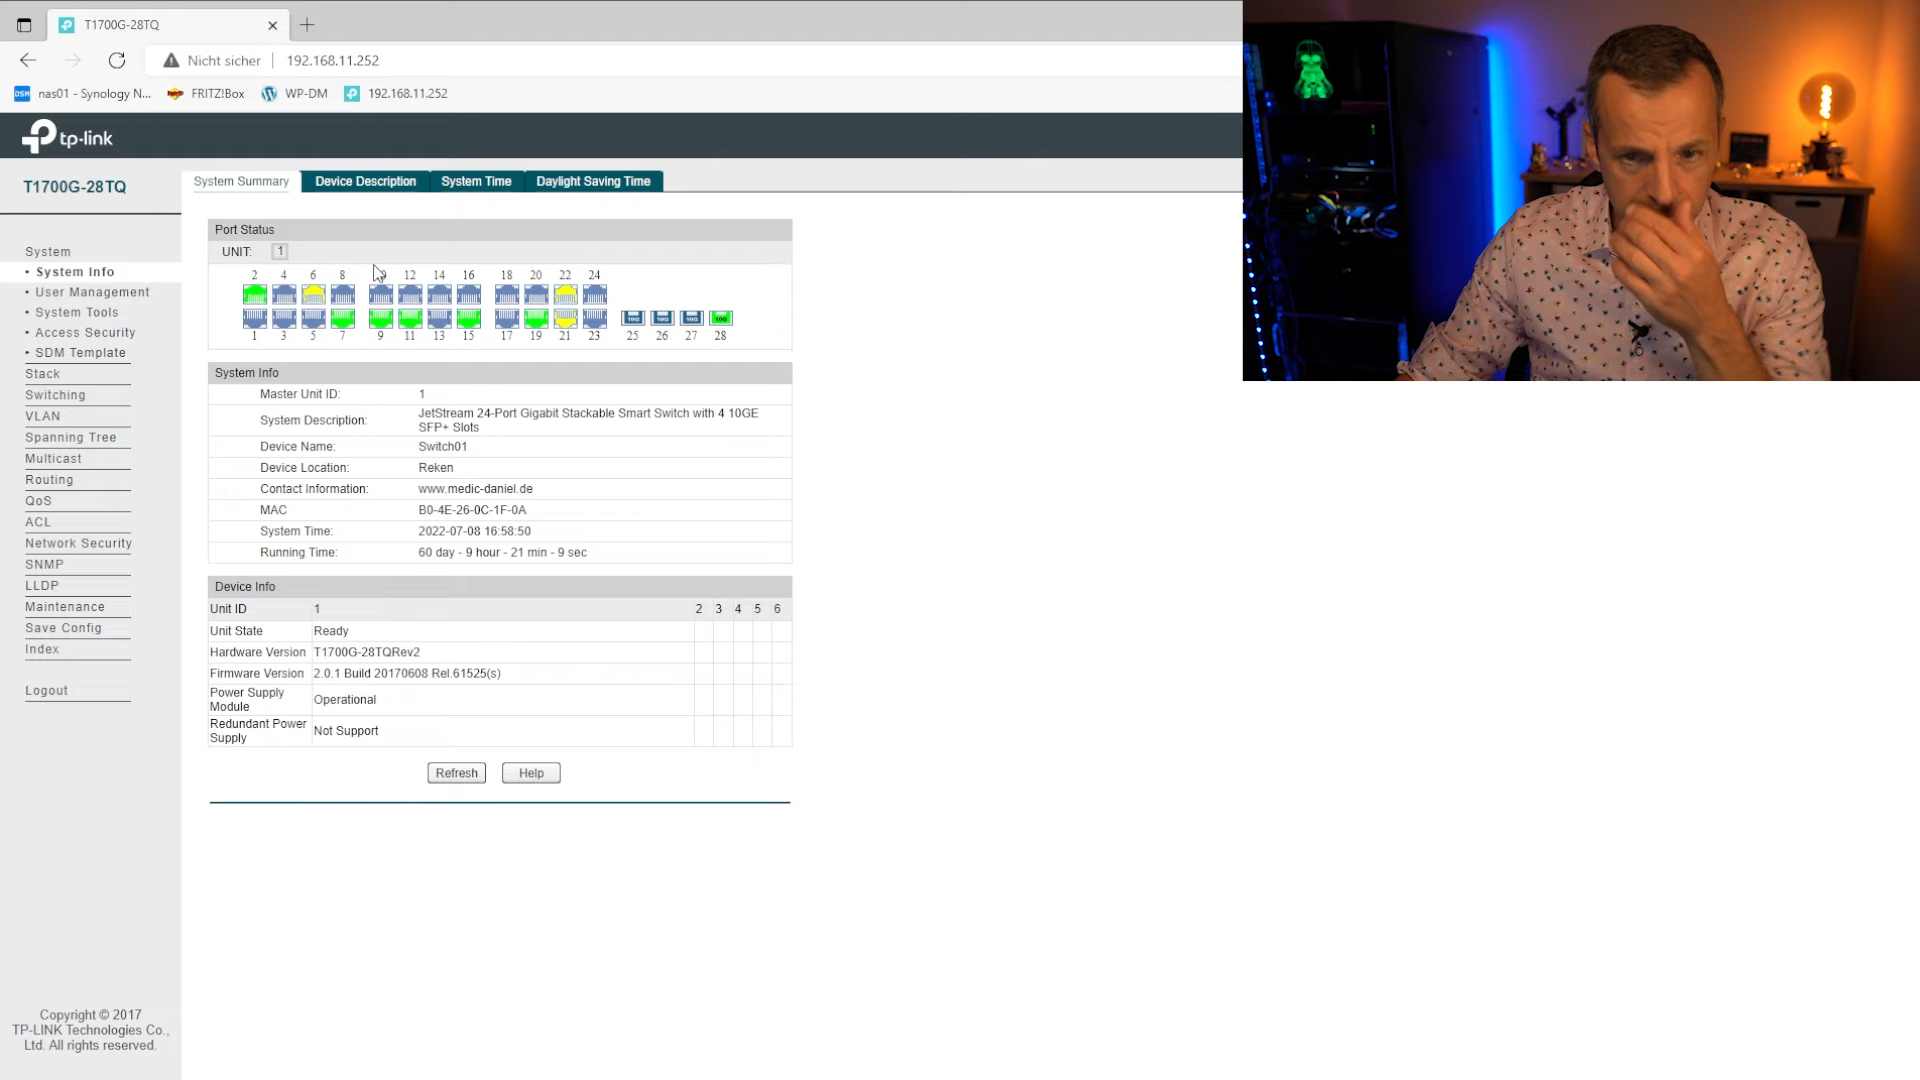 T1700G-28TQ
Nicht sicher 192.168.11.252
nas01 - Synology N... FRITZ!Box WP-DM 192.168.11.252
tp-link
T1700G-28TQ
System Summary Device Description System Time Daylight Saving Time
System
• System Info
• User Management
• System Tools
• Access Security
• SDM Template
Stack
Switching
VLAN
Spanning Tree
Multicast
Routing
QoS
ACL
Network Security
SNMP
LLDP
Maintenance
Save Config
Index
Logout
Copyright © 2017
TP-LINK Technologies Co.,
Ltd. All rights reserved.
Port Status
UNIT: 1
2 4 6 8 12 14 16 18 20 22 24
1 3 5 7 9 11 13 15 17 19 21 23 25 26 27 28
System Info
Master Unit ID: 1
System Description: JetStream 24-Port Gigabit Stackable Smart Switch with 4 10GE
SFP+ Slots
Device Name: Switch01
Device Location: Reken
Contact Information: www.medic-daniel.de
MAC B0-4E-26-0C-1F-0A
System Time: 2022-07-08 16:58:50
Running Time: 60 day - 9 hour - 21 min - 9 sec
Device Info
Unit ID 1 2 3 4 5 6
Unit State Ready
Hardware Version T1700G-28TQRev2
Firmware Version 2.0.1 Build 20170608 Rel.61525(s)
Power Supply
Module Operational
Redundant Power
Supply Not Support
Refresh Help